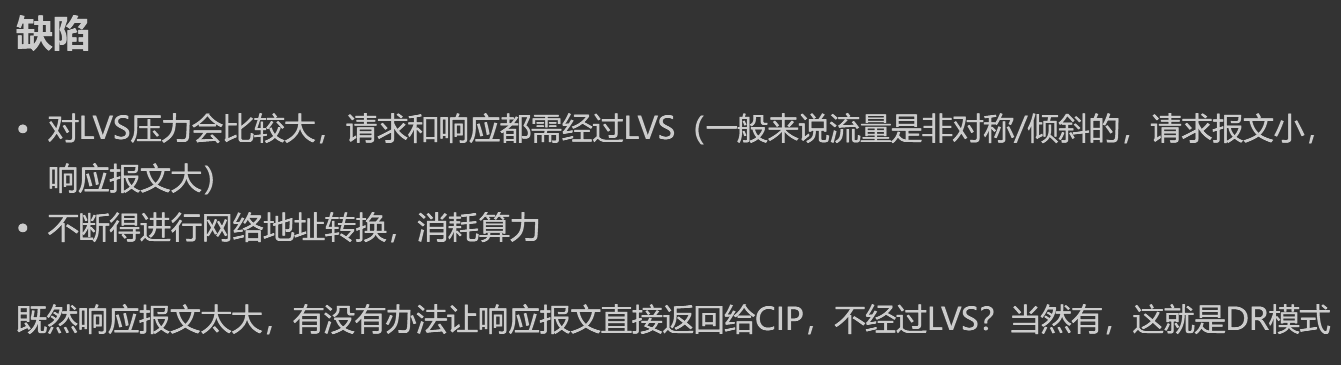 缺陷
• 对LVS压力会比较大，请求和响应都需经过LVS（一般来说流量是非对称/倾斜的，请求报文小，
响应报文大）
• 不断得进行网络地址转换，消耗算力
既然响应报文太大，有没有办法让响应报文直接返回给CIP，不经过LVS？当然有，这就是DR模式